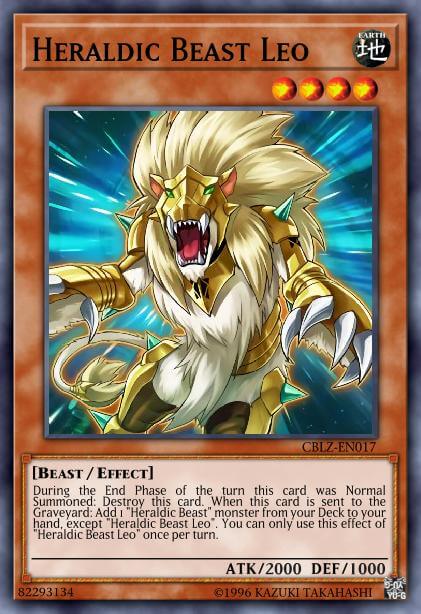 HERALDIC BEAST LEO
EARTH
地
CBLZ-EN017
[BEAST / EFFECT]
During the End Phase of the turn this card was Normal
Summoned: Destroy this card. When this card is sent to the
Graveyard: Add 1 "Heraldic Beast" monster from your Deck to your
hand, except "Heraldic Beast Leo". You can only use this effect of
"Heraldic Beast Leo" once per turn.
ATK/2000 DEF/1000
82293134
©1996 KAZUKI TAKAHASHI